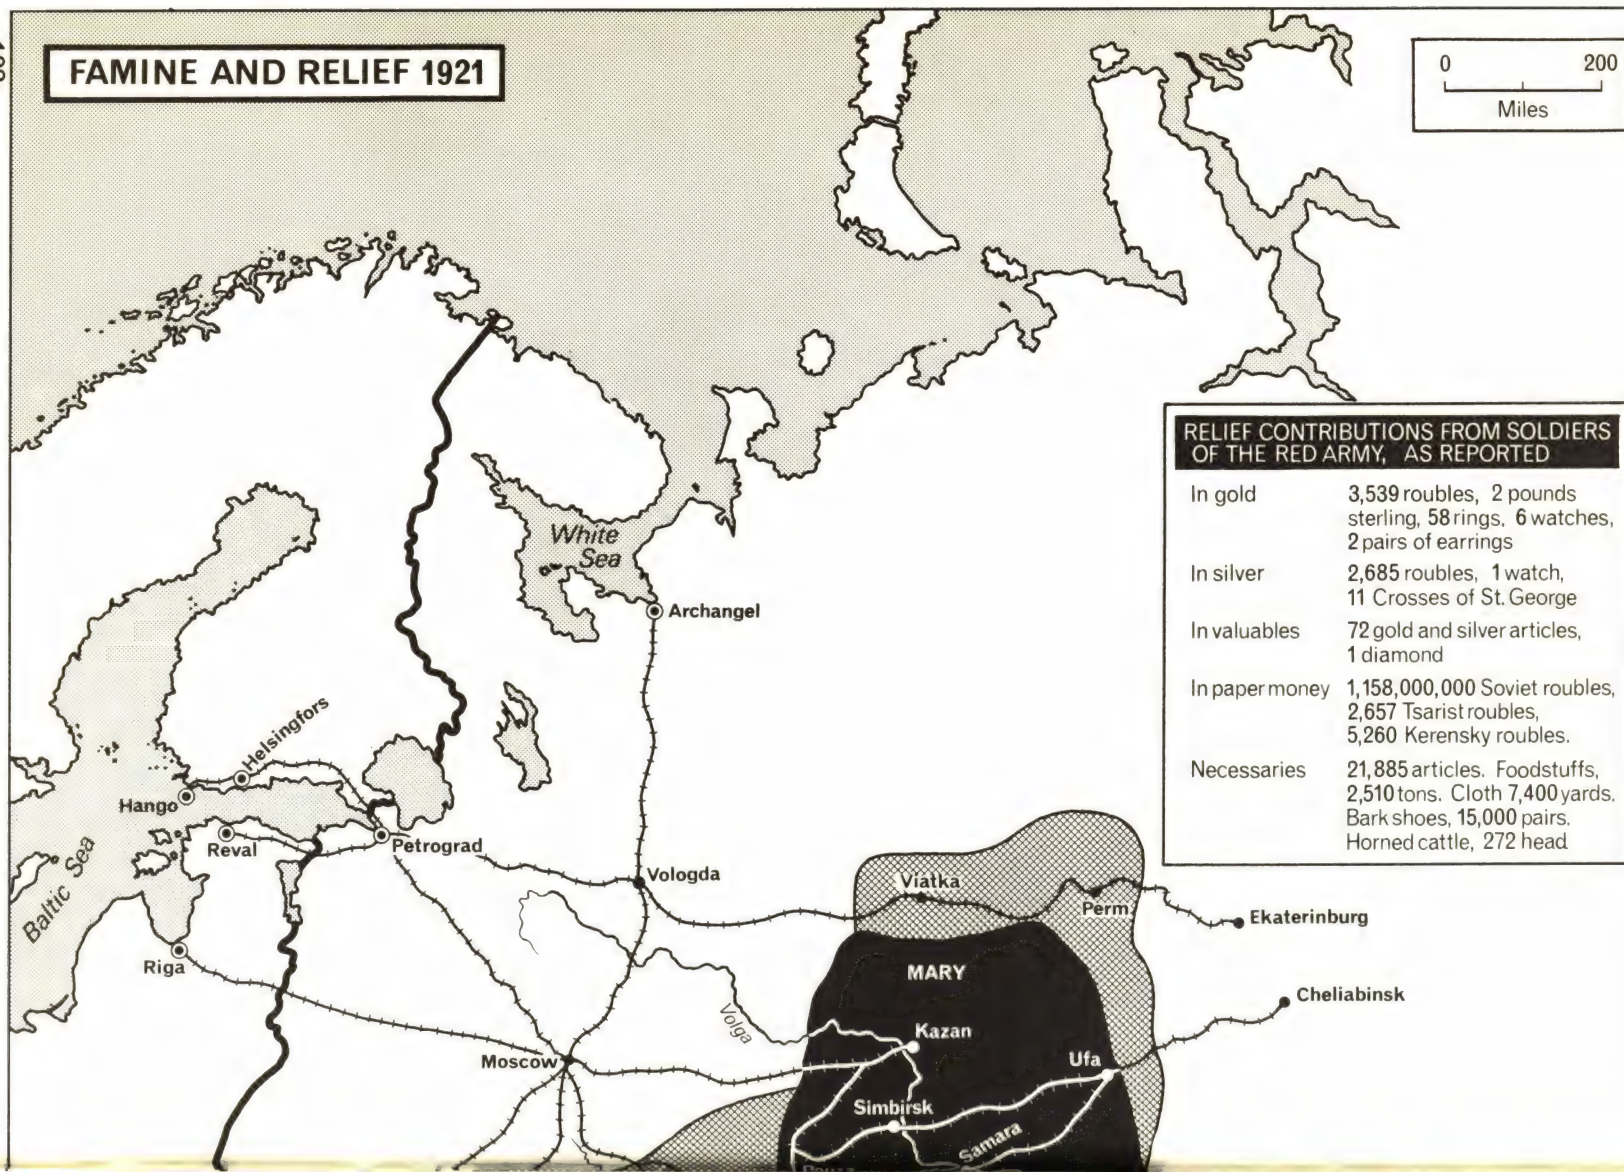 FAMINE AND RELIEF 1921
0 200
Miles
RELIEF CONTRIBUTIONS FROM SOLDIERS
OF THE RED ARMY, AS REPORTED
In gold 3,539 roubles, 2 pounds
sterling, 58 rings, 6 watches,
2 pairs of earrings
In silver 2,685 roubles, 1 watch,
11 Crosses of St. George
In valuables 72 gold and silver articles,
1 diamond
In paper money 1,158,000,000 Soviet roubles,
2,657 Tsarist roubles,
5,260 Kerensky roubles.
Necessaries 21,885 articles. Foodstuffs,
2,510 tons. Cloth 7,400 yards.
Bark shoes, 15,000 pairs.
Horned cattle, 272 head
White
Sea
Archangel
Helsingfors
Hango
Reval
Petrograd
Baltic Sea
Riga
Vologda
Viatka
Perm
Ekaterinburg
MARY
Cheliabinsk
Volga
Kazan
Moscow
Ufa
Simbirsk
Samara